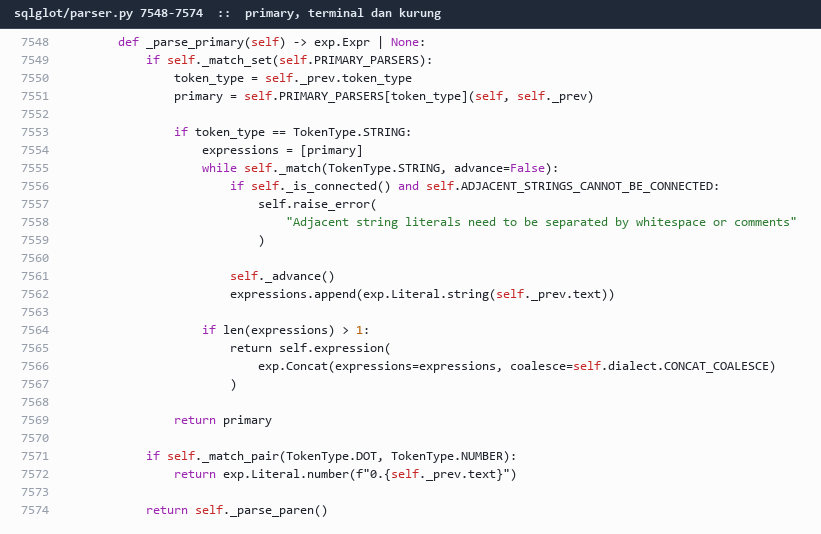 sqlglot/parser.py 7548-7574  ::  primary, terminal dan kurung
7548        def _parse_primary(self) -> exp.Expr | None:
7549            if self._match_set(self.PRIMARY_PARSERS):
7550                token_type = self._prev.token_type
7551                primary = self.PRIMARY_PARSERS[token_type](self, self._prev)
7552
7553                if token_type == TokenType.STRING:
7554                    expressions = [primary]
7555                    while self._match(TokenType.STRING, advance=False):
7556                        if self._is_connected() and self.ADJACENT_STRINGS_CANNOT_BE_CONNECTED:
7557                            self.raise_error(
7558                                "Adjacent string literals need to be separated by whitespace or comments"
7559                            )
7560
7561                        self._advance()
7562                        expressions.append(exp.Literal.string(self._prev.text))
7563
7564                    if len(expressions) > 1:
7565                        return self.expression(
7566                            exp.Concat(expressions=expressions, coalesce=self.dialect.CONCAT_COALESCE)
7567                        )
7568
7569                return primary
7570
7571            if self._match_pair(TokenType.DOT, TokenType.NUMBER):
7572                return exp.Literal.number(f"0.{self._prev.text}")
7573
7574            return self._parse_paren()